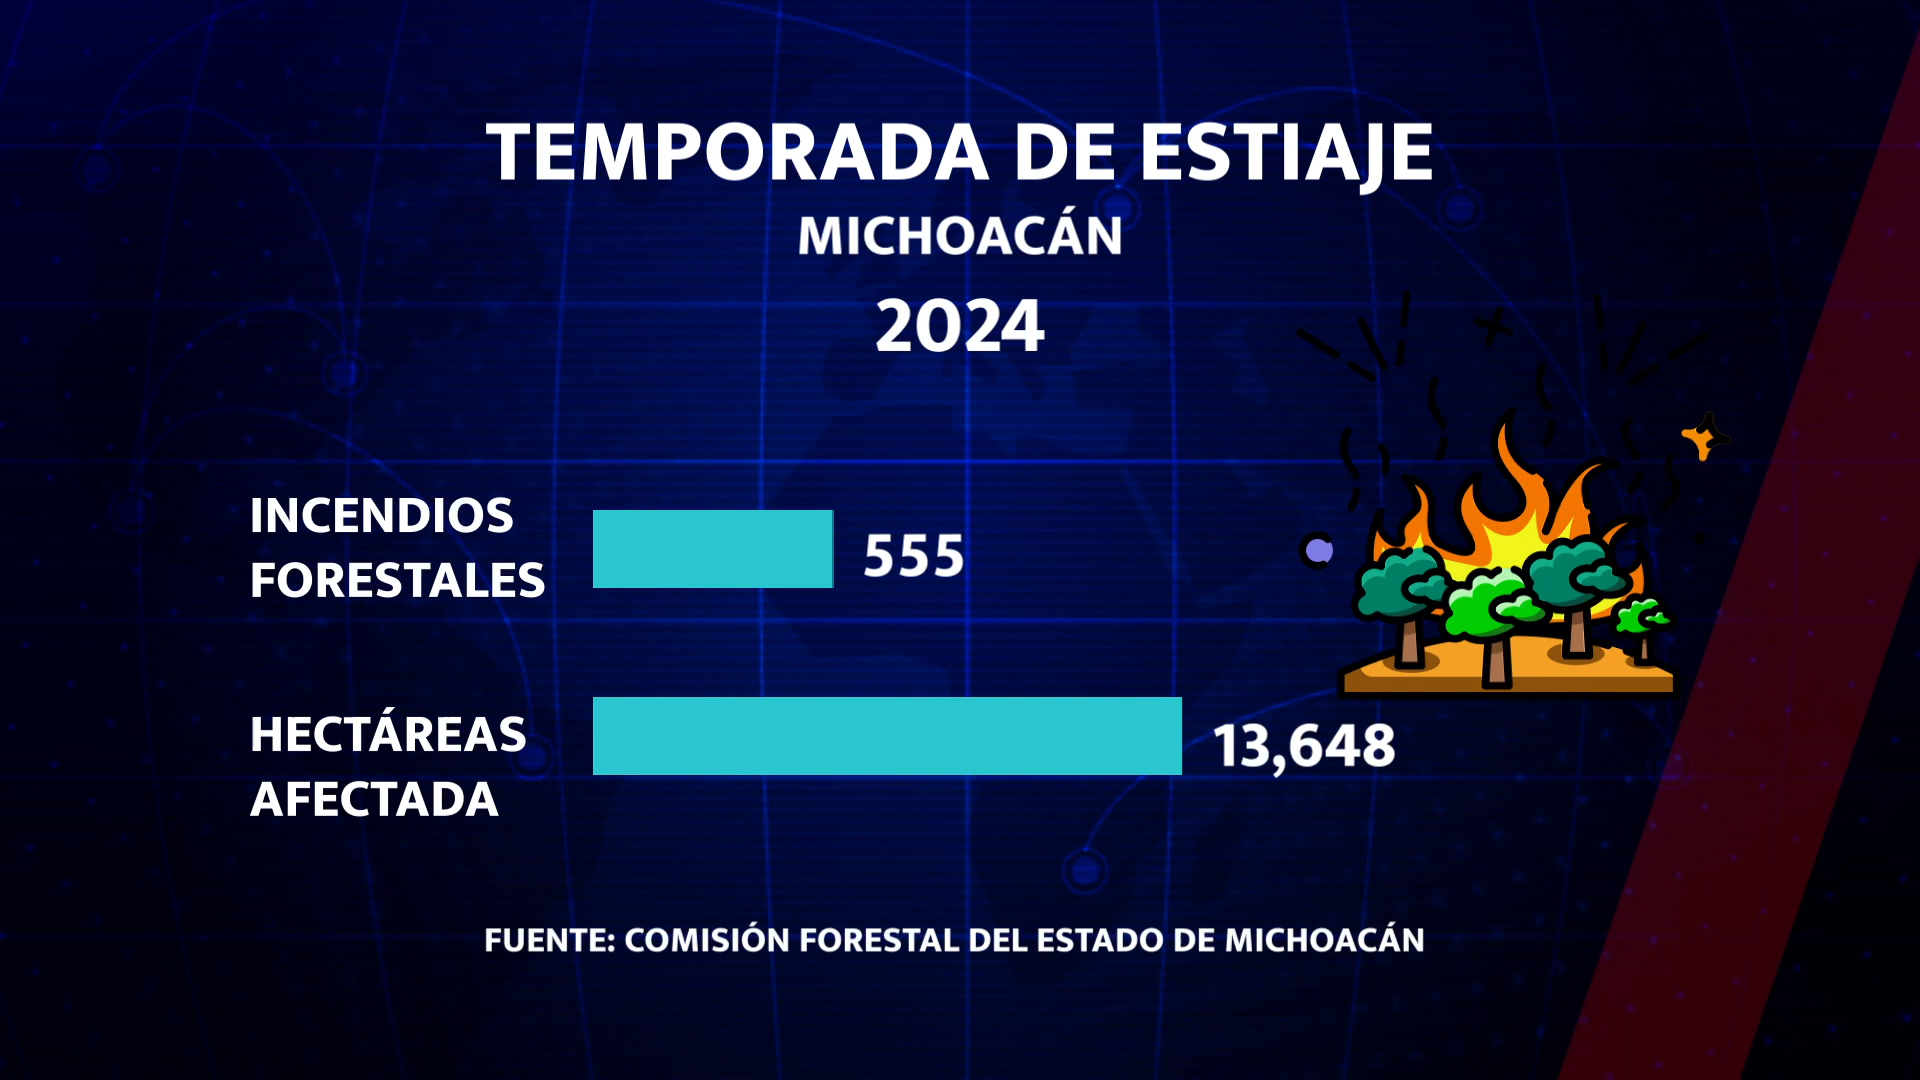 TEMPORADA DE ESTIAJE
MICHOACÁN
2024
INCENDIOS
FORESTALES
555
HECTÁREAS
AFECTADA
13,648
FUENTE: COMISIÓN FORESTAL DEL ESTADO DE MICHOACÁN